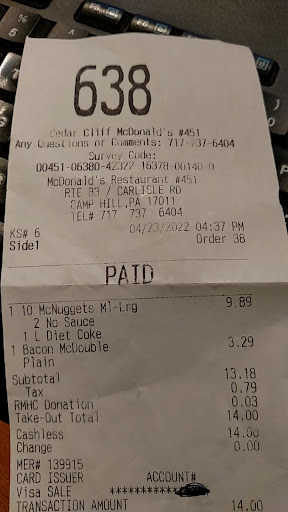 638
Cedar Cliff McDonald's #451
Any Questions or Comments: 717-737-6404
Survey Code:
00451-06380-42322-16378-00140-0
McDonald's Restaurant #451
RTE 83 / CARLISLE RD
CAMP HILL, PA 17011
TEL# 717 737 6404
KS# 6 04/23/2022 04:37 PM
Side1 Order 38
PAID
1 10 McNuggets Ml-Lrg 9.89
2 No Sauce
1 L Diet Coke
1 Bacon McDouble 3.29
Plain
Subtotal 13.18
Tax 0.79
RMHC Donation 0.03
Take-Out Total 14.00
Cashless 14.00
Change 0.00
MER# 139915
CARD ISSUER ACCOUNT#
Visa SALE ************
TRANSACTION AMOUNT 14.00